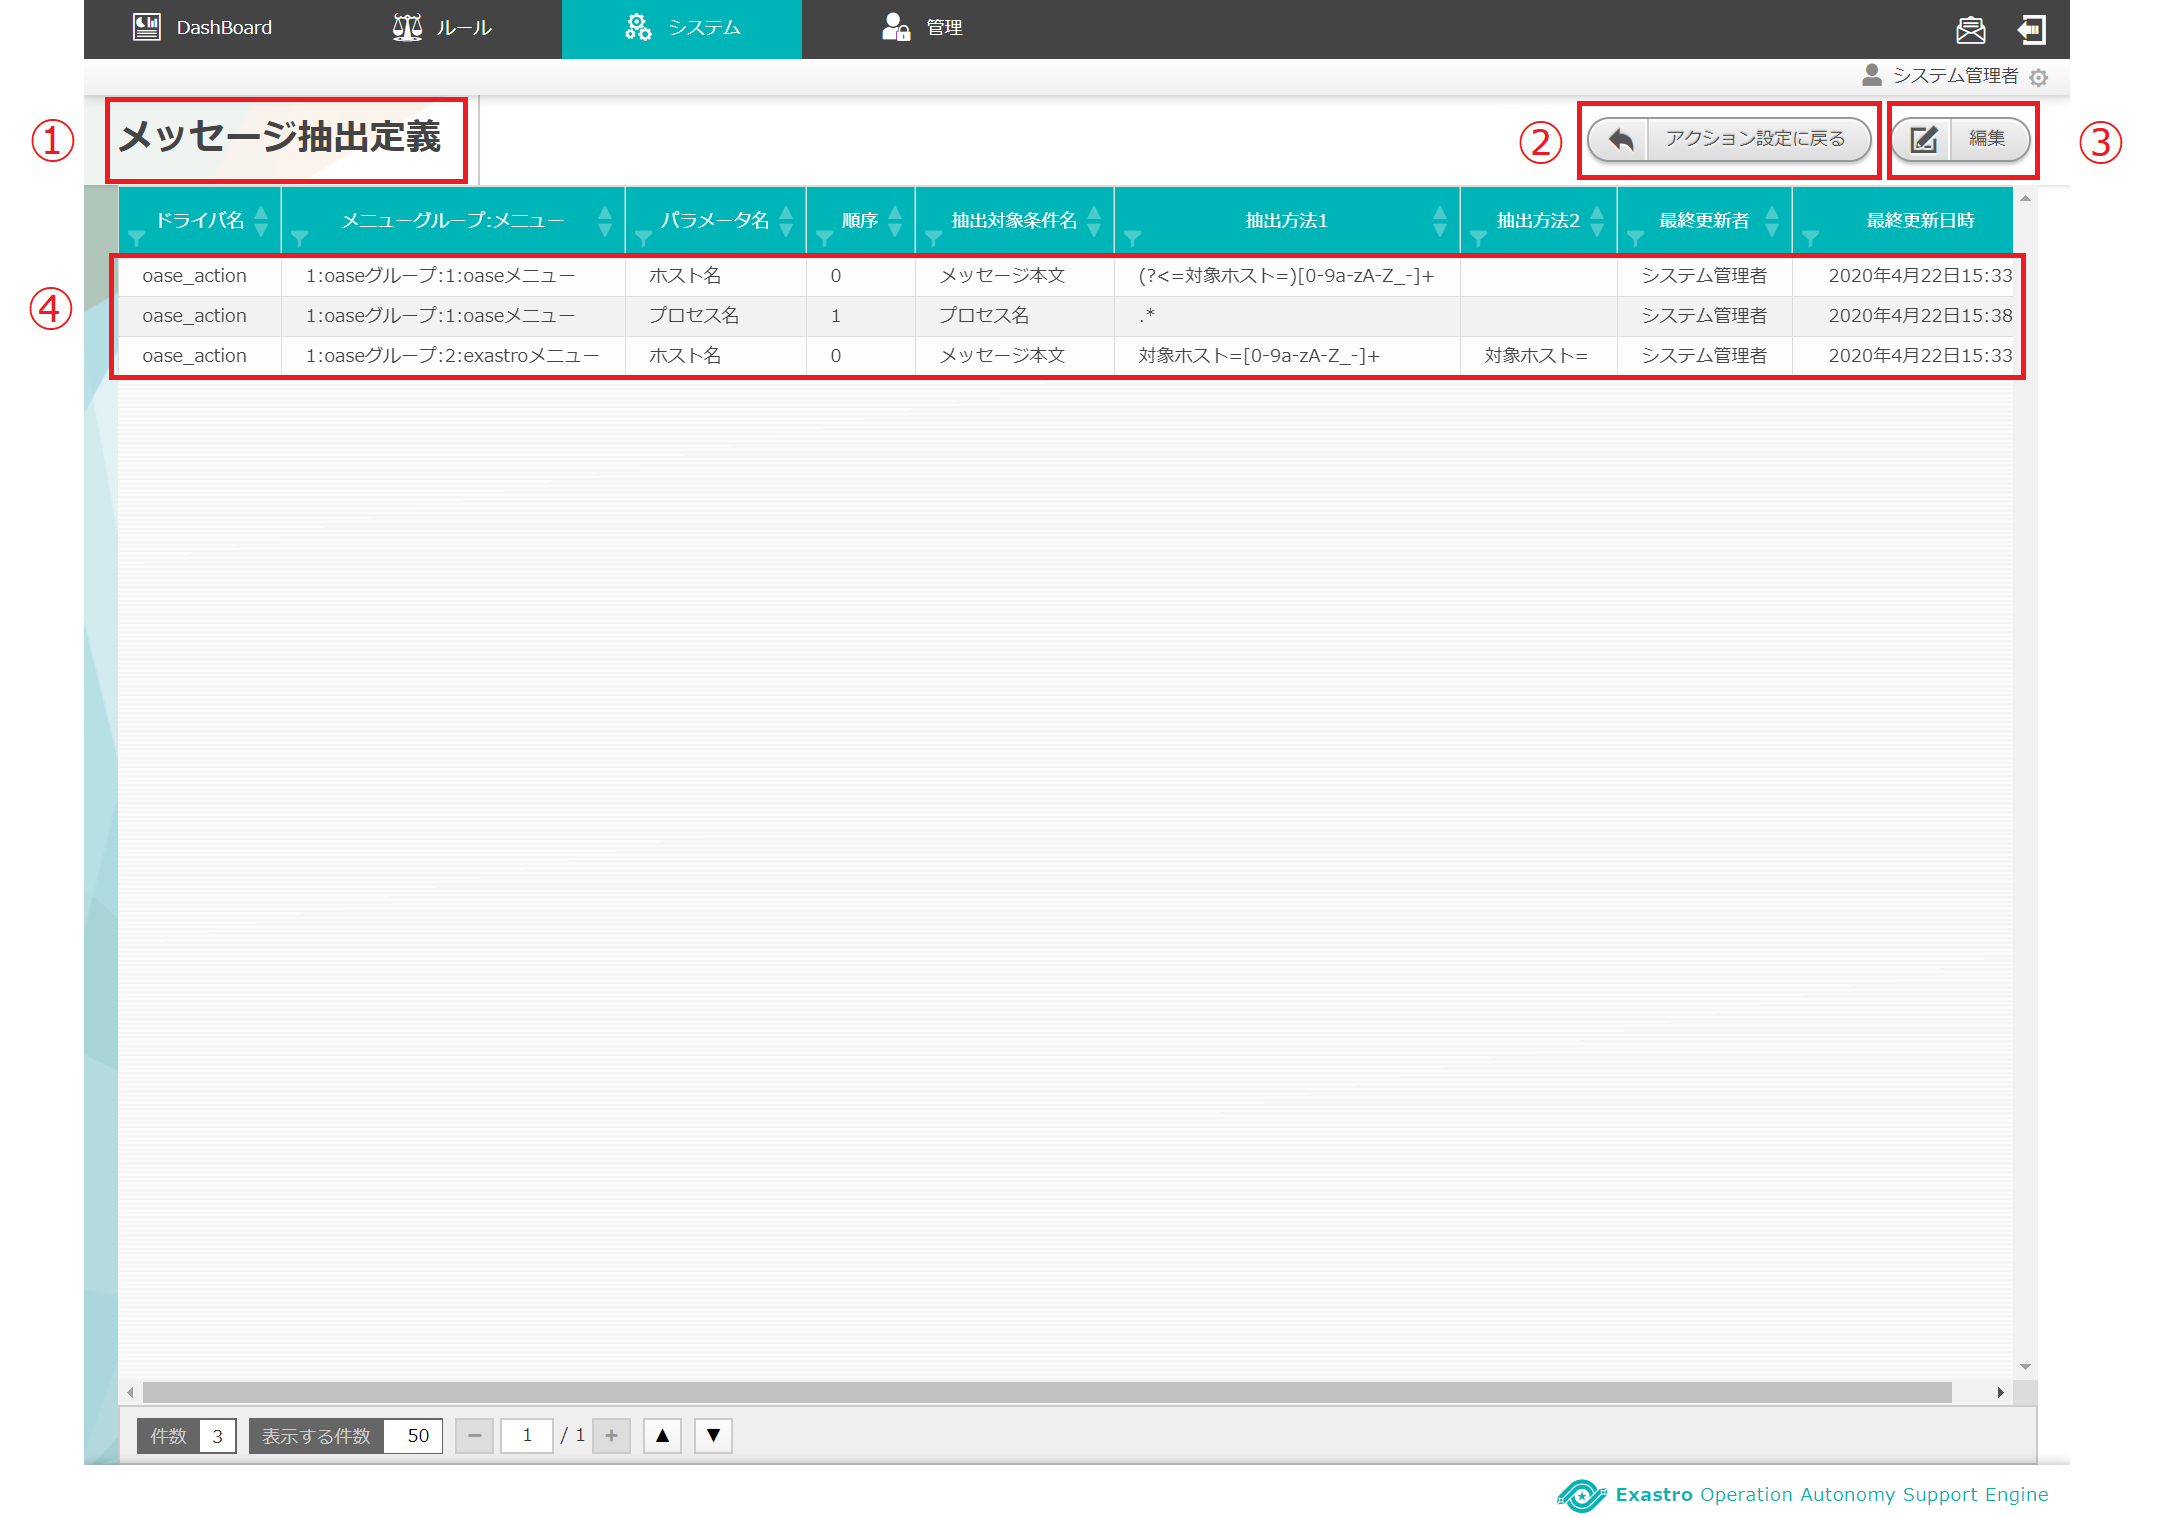 DashBoard ルール システム 管理
システム管理者
① メッセージ抽出定義 ② アクション設定に戻る 編集 ③
ドライバ名 メニューグループ:メニュー パラメータ名 順序 抽出対象条件名 抽出方法1 抽出方法2 最終更新者 最終更新日時
oase_action 1:oaseグループ:1:oaseメニュー ホスト名 0 メッセージ本文 (?<=対象ホスト=)[0-9a-zA-Z_-]+ システム管理者 2020年4月22日15:33
④
oase_action 1:oaseグループ:1:oaseメニュー プロセス名 1 プロセス名 .* システム管理者 2020年4月22日15:38
oase_action 1:oaseグループ:2:exastroメニュー ホスト名 0 メッセージ本文 対象ホスト=[0-9a-zA-Z_-]+ 対象ホスト= システム管理者 2020年4月22日15:33
件数 3 表示する件数 50 − 1 / 1 + ▲ ▼
Exastro Operation Autonomy Support Engine